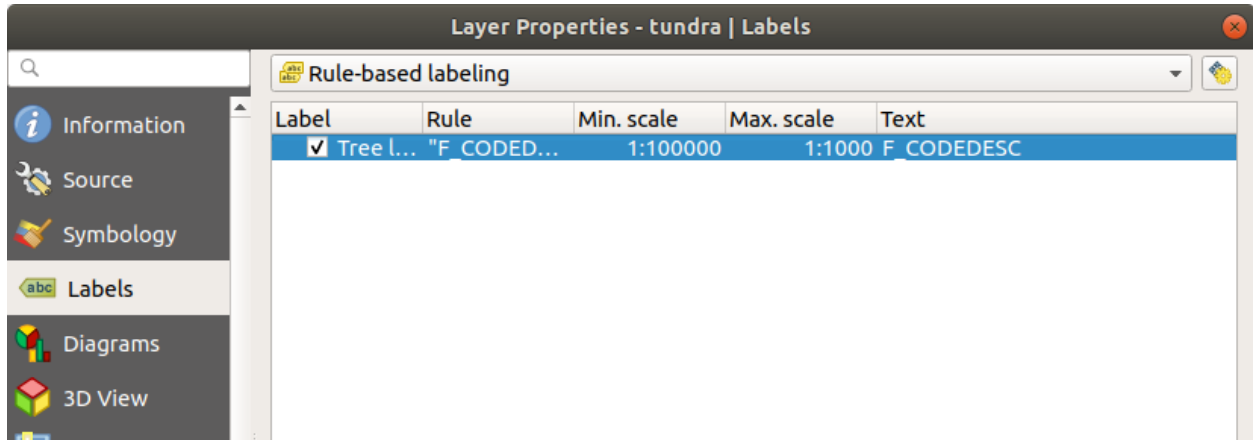 Layer Properties - tundra | Labels
Rule-based labeling
Information
Source
Symbology
abc Labels
Diagrams
3D View
Label Rule Min. scale Max. scale Text
Tree l... "F_CODED... 1:100000 1:1000 F_CODEDESC